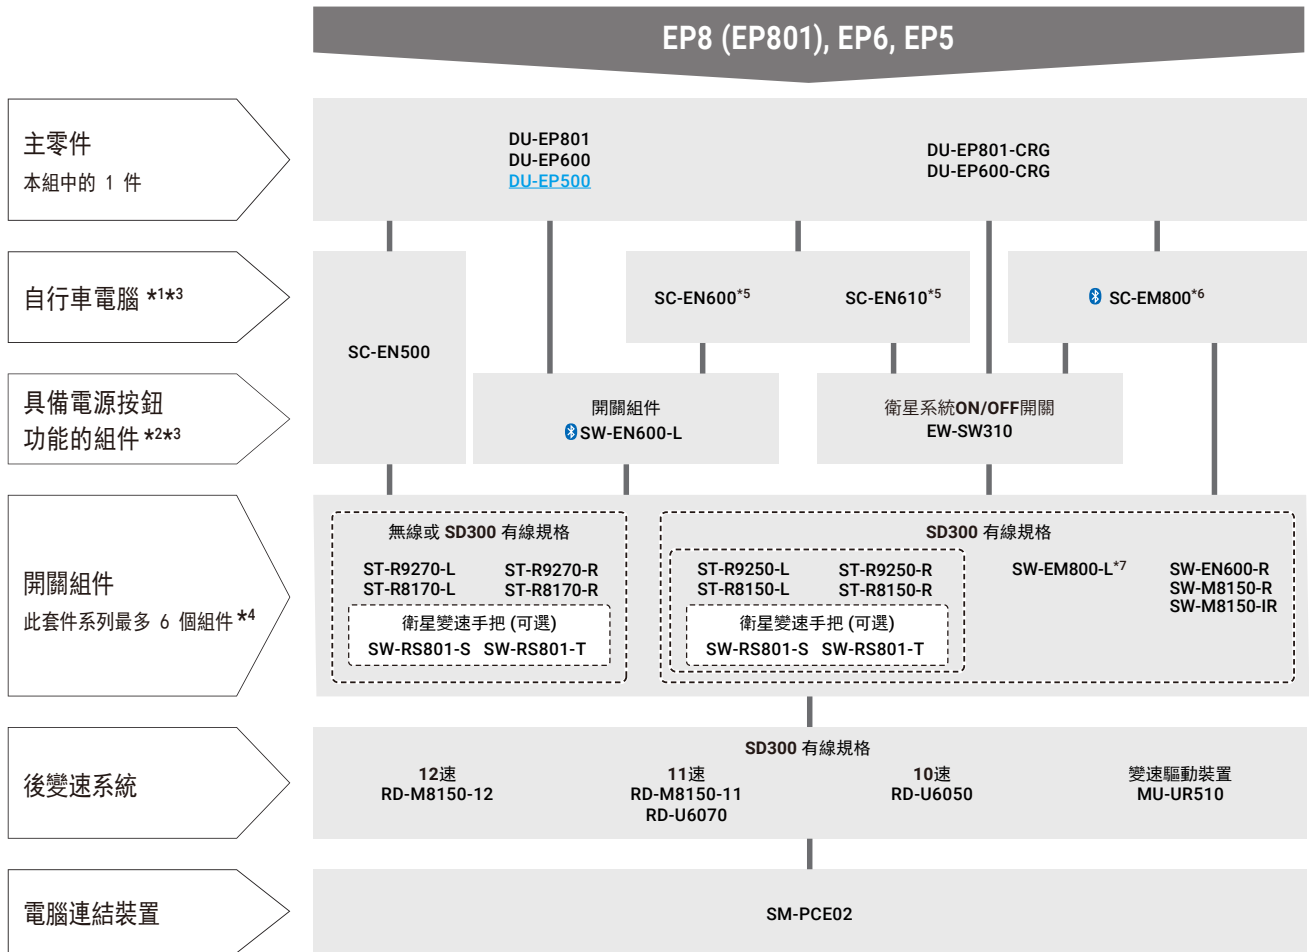 EP8 (EP801), EP6, EP5
主零件
本組中的 1 件
DU-EP801
DU-EP600
DU-EP500
DU-EP801-CRG
DU-EP600-CRG
自行車電腦 *1*3
SC-EN500
SC-EN600*5
SC-EN610*5
SC-EM800*6
具備電源按鈕
功能的組件 *2*3
開關組件
SW-EN600-L
衛星系統ON/OFF開關
EW-SW310
開關組件
此套件系列最多 6 個組件 *4
無線或 SD300 有線規格
ST-R9270-L ST-R9270-R
ST-R8170-L ST-R8170-R
衛星變速手把 (可選)
SW-RS801-S SW-RS801-T
SD300 有線規格
ST-R9250-L ST-R9250-R
ST-R8150-L ST-R8150-R
衛星變速手把 (可選)
SW-RS801-S SW-RS801-T
SW-EM800-L*7
SW-EN600-R
SW-M8150-R
SW-M8150-IR
後變速系統
SD300 有線規格
12速
RD-M8150-12
11速
RD-M8150-11
RD-U6070
10速
RD-U6050
變速驅動裝置
MU-UR510
電腦連結裝置
SM-PCE02